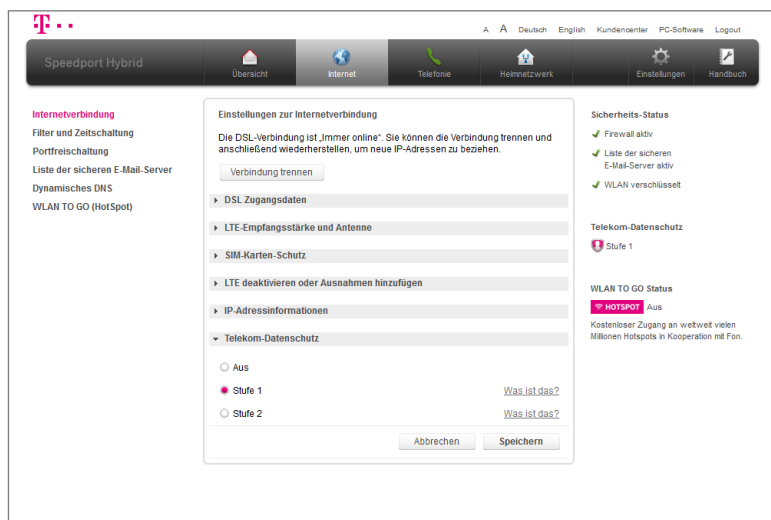 T
A A Deutsch English Kundencenter PC-Software Logout
Speedport Hybrid
Übersicht
Internet
Telefonie
Heimnetzwerk
Einstellungen
Handbuch
Internetverbindung
Filter und Zeitschaltung
Portfreischaltung
Liste der sicheren E-Mail-Server
Dynamisches DNS
WLAN TO GO (HotSpot)
Einstellungen zur Internetverbindung
Die DSL-Verbindung ist „Immer online“. Sie können die Verbindung trennen und
anschließend wiederherstellen, um neue IP-Adressen zu beziehen.
Verbindung trennen
DSL Zugangsdaten
LTE-Empfangsstärke und Antenne
SIM-Karten-Schutz
LTE deaktivieren oder Ausnahmen hinzufügen
IP-Adressinformationen
Telekom-Datenschutz
Aus
Stufe 1 Was ist das?
Stufe 2 Was ist das?
Abbrechen Speichern
Sicherheits-Status
Firewall aktiv
Liste der sicheren
E-Mail-Server aktiv
WLAN verschlüsselt
Telekom-Datenschutz
Stufe 1
WLAN TO GO Status
HOTSPOT Aus
Kostenloser Zugang an weltweit vielen
Millionen Hotspots in Kooperation mit Fon.